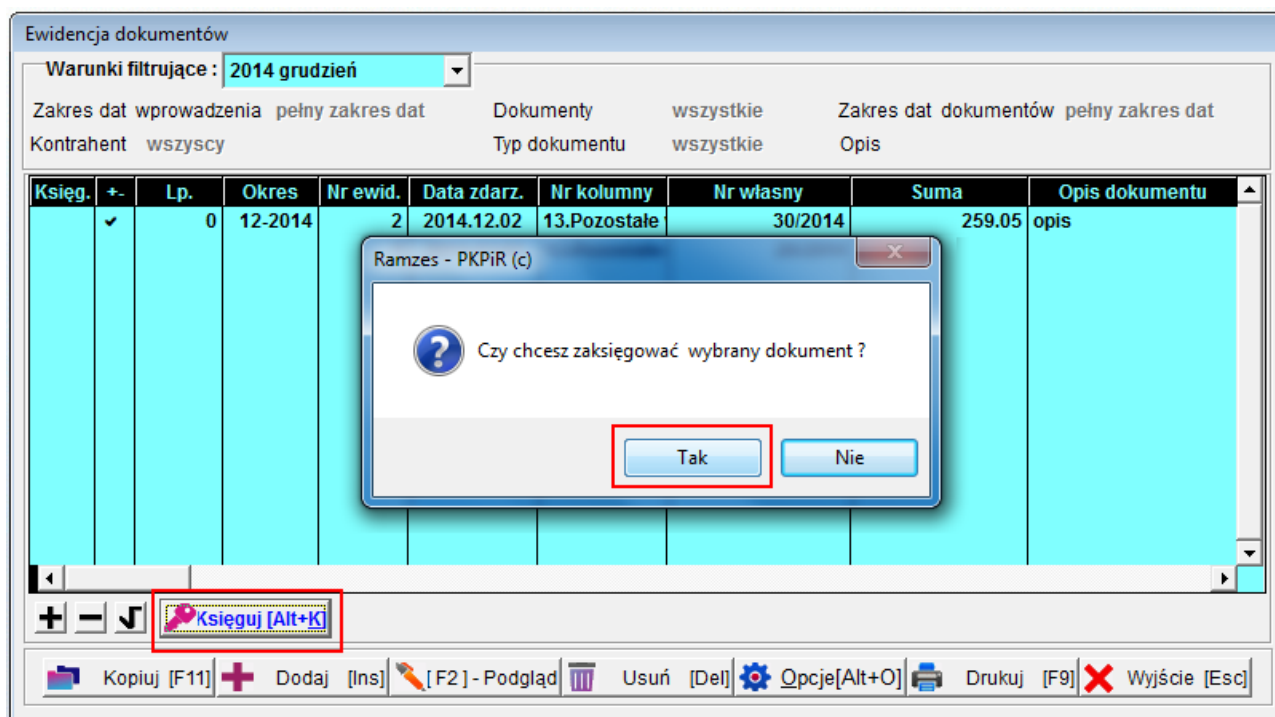 Ewidencja dokumentów
Warunki filtrujące : 2014 grudzień
Zakres dat wprowadzenia pełny zakres dat Dokumenty wszystkie Zakres dat dokumentów pełny zakres dat
Kontrahent wszyscy Typ dokumentu wszystkie Opis
Księg. +- Lp. Okres Nr ewid. Data zdarz. Nr kolumny Nr własny Suma Opis dokumentu
0 12-2014 2 2014.12.02 13.Pozostałe 30/2014 259.05 opis
Ramzes - PKPiR (c)
Czy chcesz zaksięgować wybrany dokument ?
Tak Nie
Księguj [Alt+K]
Kopiuj [F11] Dodaj [Ins] [ F2 ] - Podgląd Usuń [Del] Opcje[Alt+O] Drukuj [F9] Wyjście [Esc]